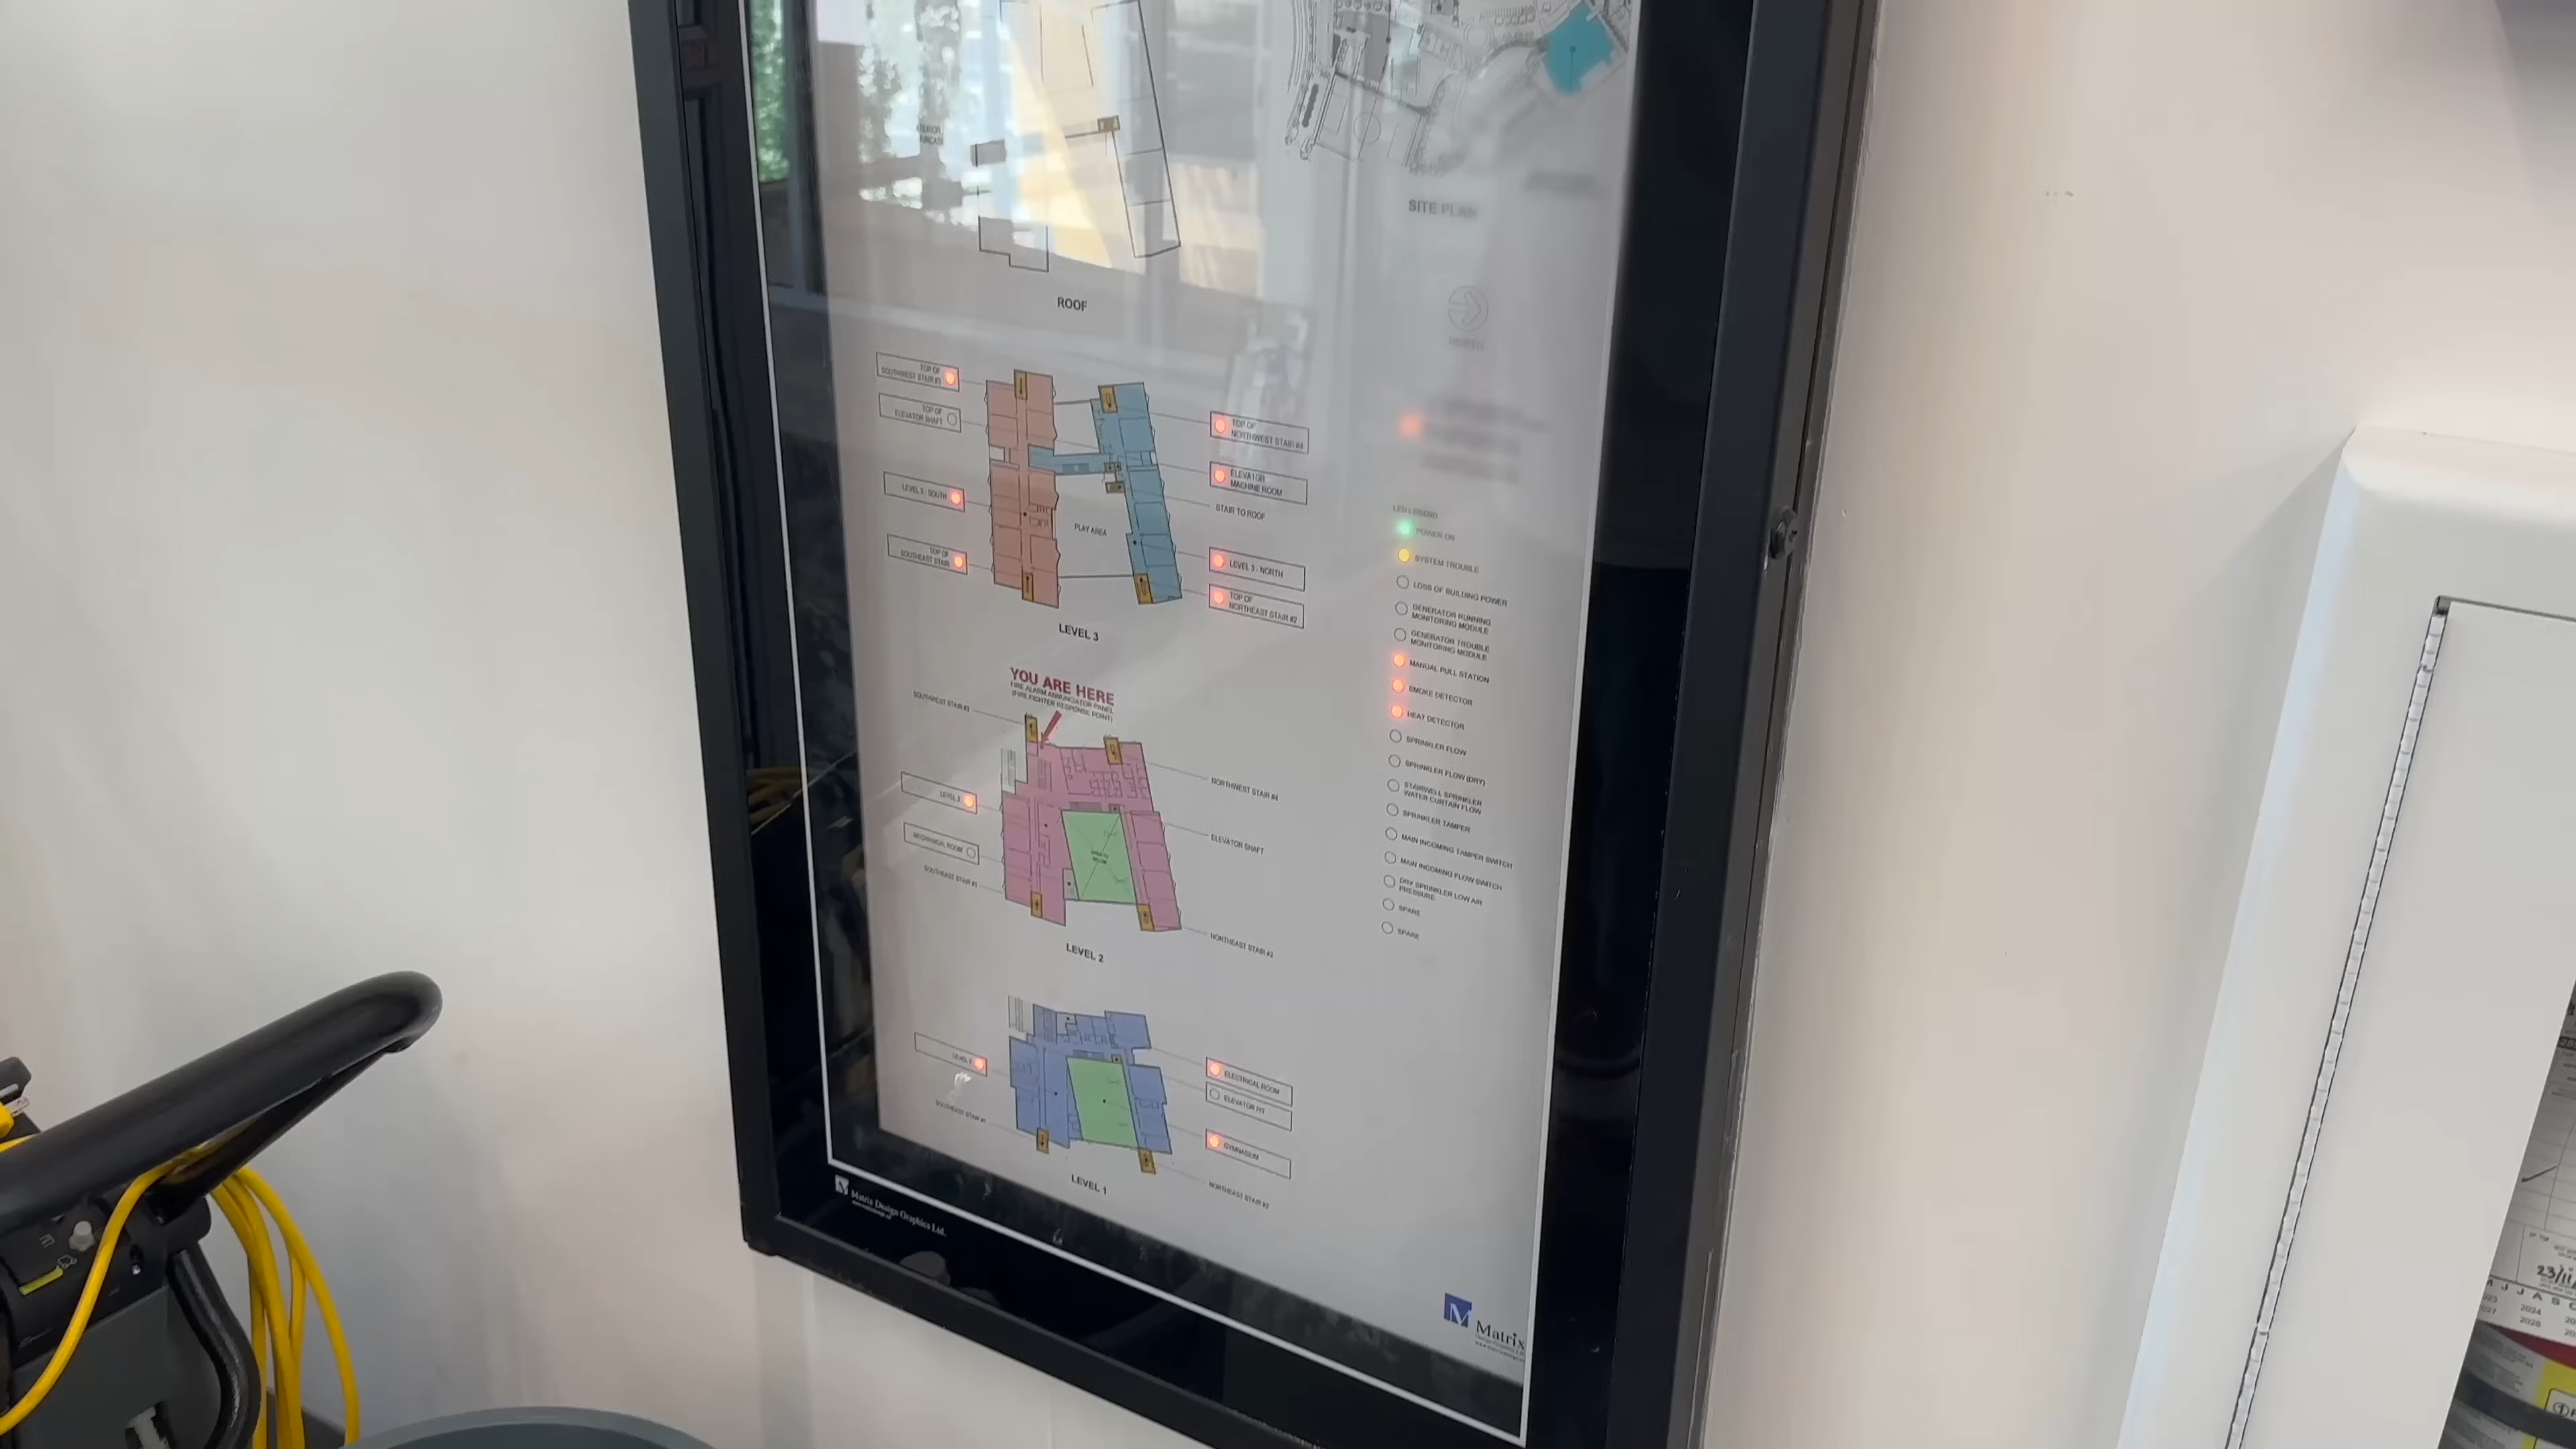 SITE PLAN
ROOF
NORTH
TOP OF
SOUTHWEST STAIR #3
TOP OF
ELEVATOR SHAFT
LEVEL 3 - SOUTH
TOP OF
SOUTHEAST STAIR
PLAY AREA
TOP OF
NORTHWEST STAIR #4
ELEVATOR
MACHINE ROOM
STAIR TO ROOF
LEVEL 3 - NORTH
TOP OF
NORTHEAST STAIR #2
LEVEL 3
YOU ARE HERE
FIRE ALARM ANNUNCIATOR PANEL
(FIRE FIGHTER RESPONSE POINT)
SOUTHWEST STAIR #3
LEVEL 2
MECHANICAL ROOM
SOUTHEAST STAIR #1
NORTHWEST STAIR #4
ELEVATOR SHAFT
NORTHEAST STAIR #2
LEVEL 2
LEVEL 1
SOUTHEAST STAIR #1
ELECTRICAL ROOM
ELEVATOR PIT
GYMNASIUM
NORTHEAST STAIR #2
LEVEL 1
LED LEGEND
POWER ON
SYSTEM TROUBLE
LOSS OF BUILDING POWER
GENERATOR RUNNING
MONITORING MODULE
GENERATOR TROUBLE
MONITORING MODULE
MANUAL PULL STATION
SMOKE DETECTOR
HEAT DETECTOR
SPRINKLER FLOW
SPRINKLER FLOW (DRY)
STAIRWELL SPRINKLER
WATER CURTAIN FLOW
SPRINKLER TAMPER
MAIN INCOMING TAMPER SWITCH
MAIN INCOMING FLOW SWITCH
DRY SPRINKLER LOW AIR
PRESSURE
SPARE
SPARE
Matrix Design Graphics Ltd.
Matrix
J J A S
2024
2028